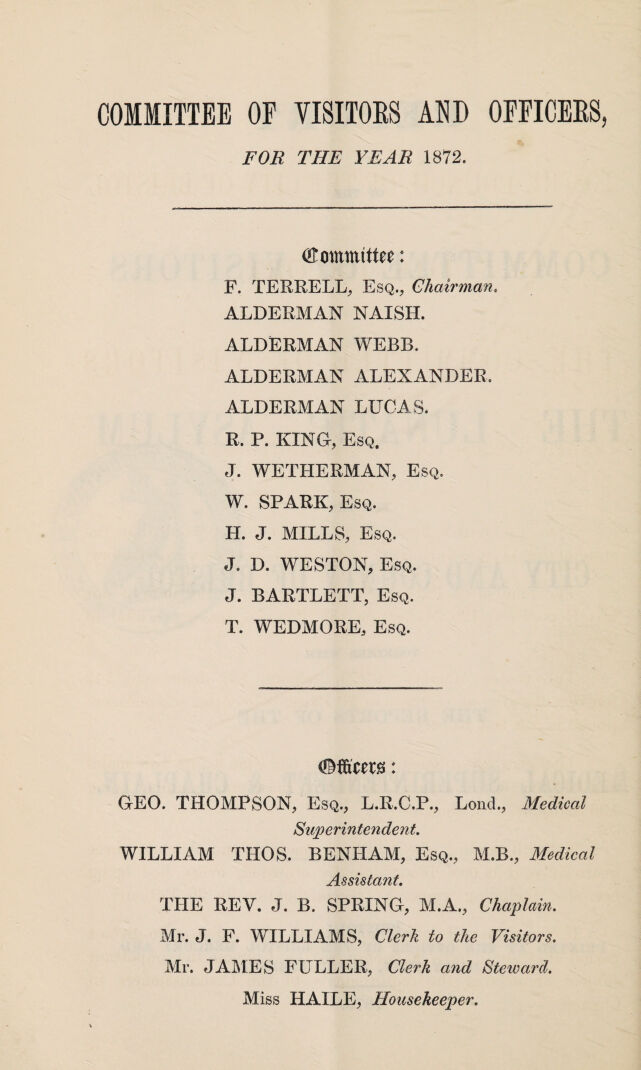 COMMITTEE OF VISITORS AND OFFICERS,
FOR THE YEAR 1872.
Committee:
F. TERRELL, Esq., Chairman.
ALDERMAN NAISH.
ALDERMAN WEBB.
ALDERMAN ALEXANDER.
ALDERMAN LUCAS.
R. P. KING, Esq.
J. WETHERMAN, Esq.
W. SPARK, Esq.
H. J. MILLS, Esq.
J. D. WESTON, Esq.
J. BARTLETT, Esq.
T. WEDMORE, Esq.
Officers:
GEO. THOMPSON, Esq., L.R.C.P., Lond., Medical
Superintendent.
WILLIAM THOS. BENHAM, Esq., M.B., Medical
Assistant.
THE REV. J. B. SPRING, M.A., Chaplain.
Mr. J. F. WILLIAMS, Clerk to the Visitors.
Mr. JAMES FULLER, Clerk and Steward.
Miss HAILE, Housekeeper.